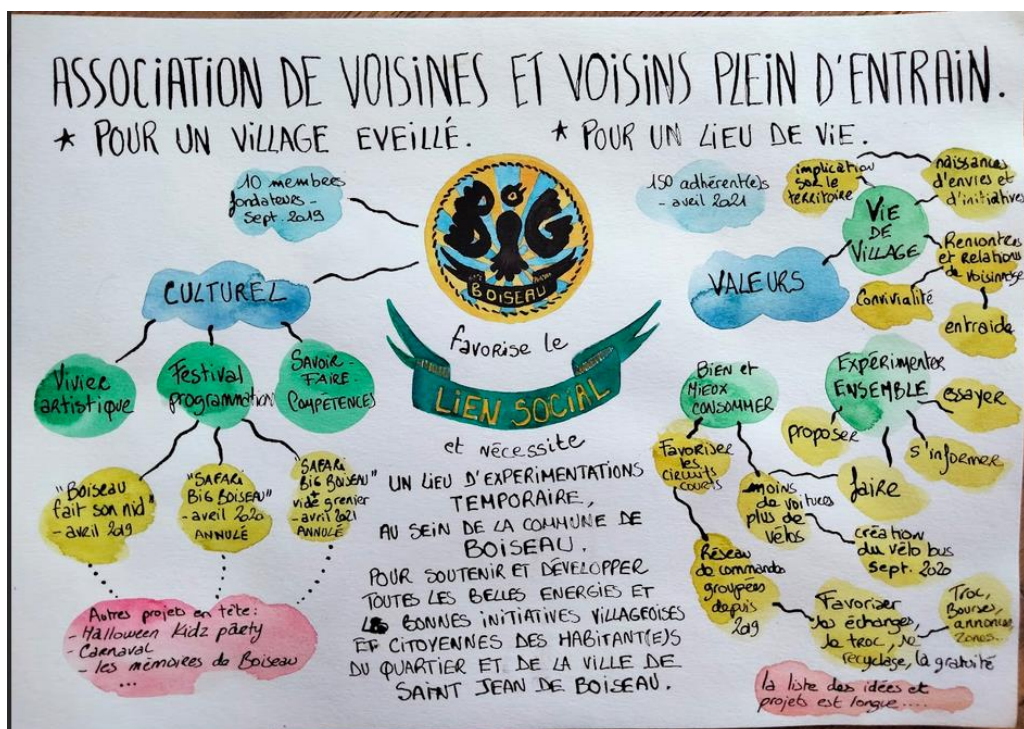 ASSOCIATION DE VOISINES ET VOISINS PLEIN D'ENTRAIN.
* POUR UN VILLAGE EVEILLÉ.
* POUR UN LIEU DE VIE.
10 membres
fondateurs -
Sept. 2019
BIG
BOISEAU
150 adhérent(e)s
- avril 2021
implication
sur le
territoire
naissances
d'envies et
d'initiatives
VIE
DE
VILLAGE
Rencontres
et Relations
de voisinage
Convivialité
entraide
VALEURS
CULTUREL
Vivier
artistique
Festival
programmation
SAVOIR-
FAIRE
COMPÉTENCES
"Boiseau
fait son nid"
- avril 2019
"SAFARI
BIG BOISEAU"
- avril 2020
ANNULÉ
"SAFARI
BIG BOISEAU"
et
vide grenier
- avril 2021
ANNULÉ
Autres projets en tête :
- Halloween Kidz party
- Carnaval
- les mémoires de Boiseau
...
favorise le
LIEN SOCIAL
et nécessite
UN LIEU D'EXPERIMENTATIONS
TEMPORAIRE,
AU SEIN DE LA COMMUNE DE
BOISEAU.
POUR SOUTENIR ET DÉVELOPPER
TOUTES LES BELLES ENERGIES ET
LES BONNES INITIATIVES VILLAGEOISES
ET CITOYENNES DES HABITANT(E)S
DU QUARTIER ET DE LA VILLE DE
SAINT JEAN DE BOISEAU.
Bien et
Mieux
CONSOMMER
Expérimenter
ENSEMBLE
essayer
proposer
s'informer
faire
Favoriser
les
circuits
courts
moins
de voitures
plus de
vélos
création
du vélo bus
Sept. 2020
Réseau
de commandes
groupées
depuis
2019
Favoriser
les échanges,
le troc, le
recyclage, la gratuité
Troc,
Bourses,
annonces,
zones...
la liste des idées et
projets est longue....